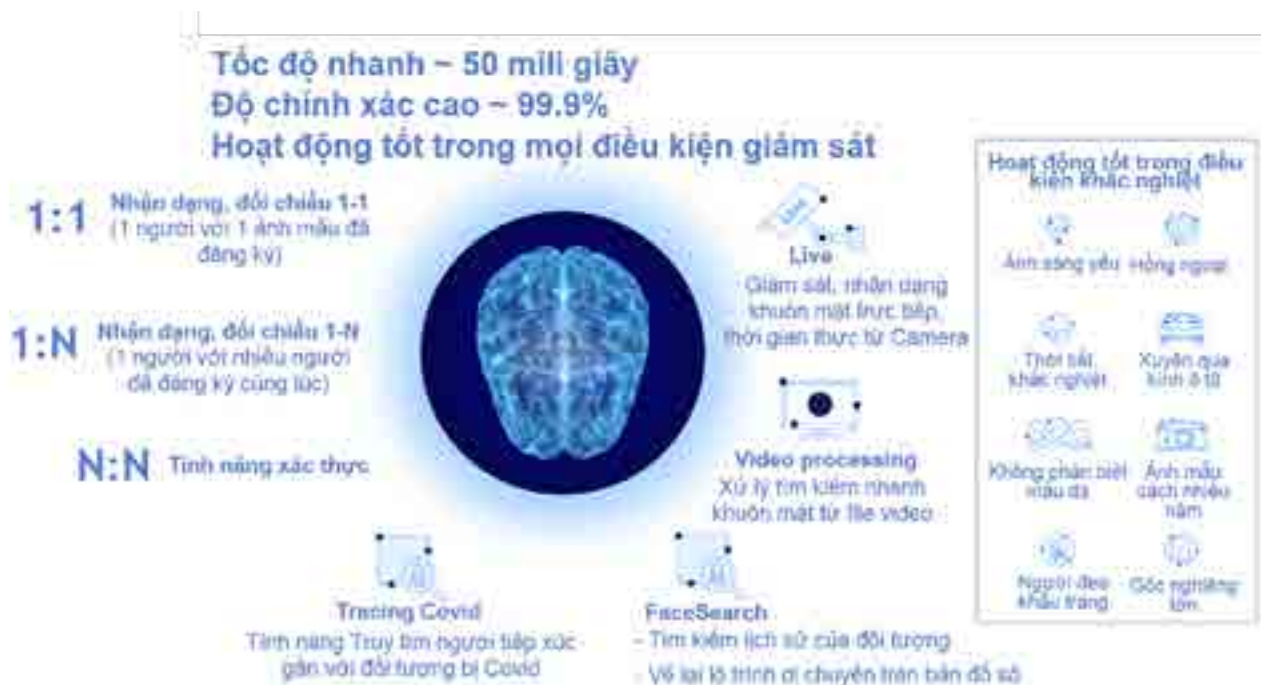 Tốc độ nhanh ~ 50 mili giây
Độ chính xác cao ~ 99.9%
Hoạt động tốt trong mọi điều kiện giám sát
1:1
Nhận dạng, đối chiếu 1-1
(1 người với 1 ảnh mẫu đã
đăng ký)
1:N
Nhận dạng, đối chiếu 1-N
(1 người với nhiều người
đã đăng ký cùng lúc)
N:N
Tính năng xác thực
Live
Live
Giám sát, nhận dạng
khuôn mặt trực tiếp,
thời gian thực từ Camera
Video processing
Xử lý tìm kiếm nhanh
khuôn mặt từ file video
Tracing Covid
Tính năng Truy tìm người tiếp xúc
gần với đối tượng bị Covid
FaceSearch
- Tìm kiếm lịch sử của đối tượng
- Vẽ lại lộ trình di chuyển trên bản đồ số
Hoạt động tốt trong điều
kiện khắc nghiệt
Ánh sáng yếu
Hồng ngoại
Thời tiết
khắc nghiệt
Xuyên qua
kính ô tô
Không phân biệt
màu da
Ảnh mẫu
cách nhiều
năm
Người đeo
khẩu trang
Góc nghiêng
lớn